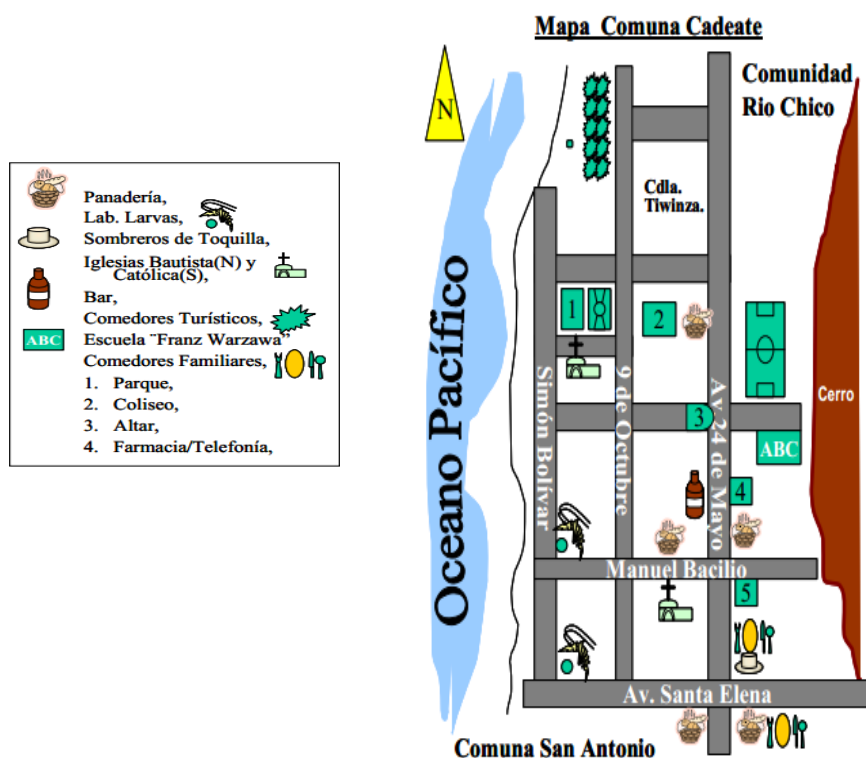 Mapa Comuna Cadeate
N
Comunidad
Rio Chico
Panadería,
Lab. Larvas,
Sombreros de Toquilla,
Iglesias Bautista(N) y
Católica(S),
Bar,
Comedores Turísticos,
ABC
Escuela ¨Franz Warzawa¨
Comedores Familiares,
1. Parque,
2. Coliseo,
3. Altar,
4. Farmacia/Telefonía,
Oceano Pacífico
Cdla.
Tiwinza.
1
2
Simón Bolívar
9 de Octubre
Av 24 de Mayo
3
Cerro
ABC
4
Manuel Bacilio
5
Av. Santa Elena
Comuna San Antonio